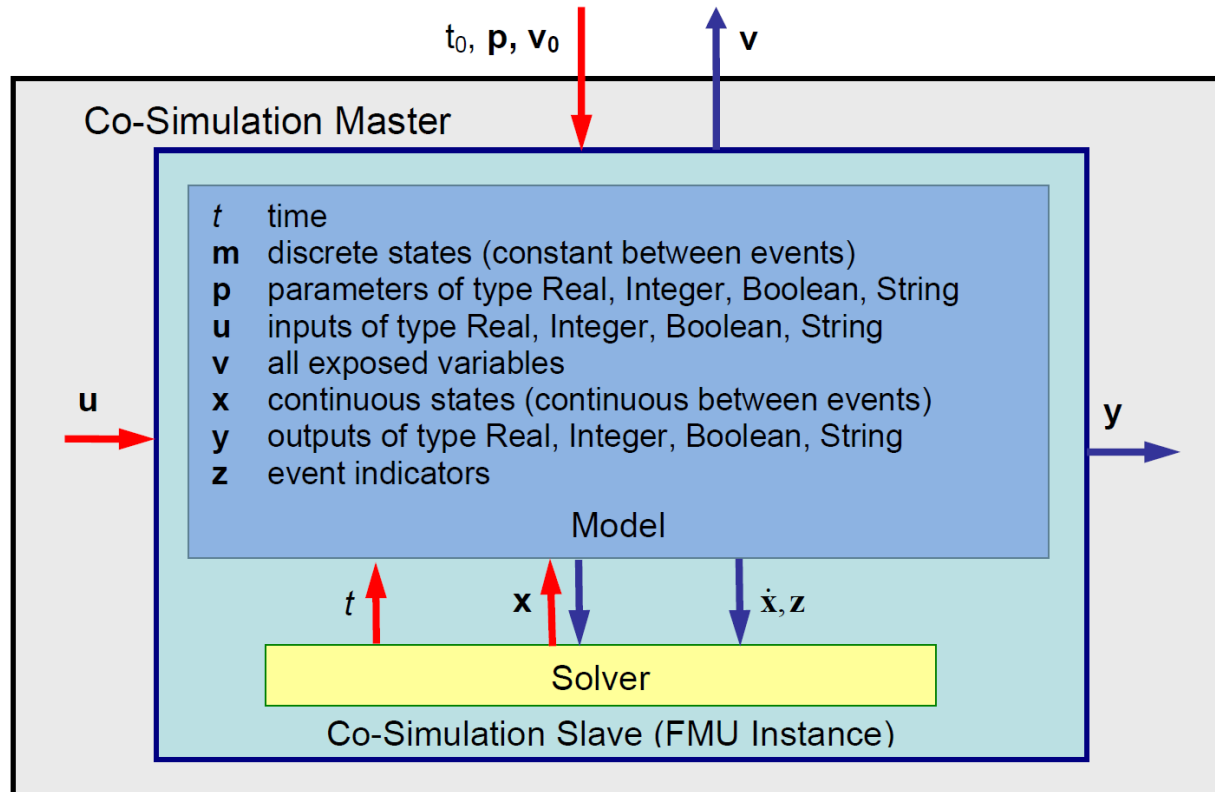 t₀, p, v₀
v
Co-Simulation Master
t time
m discrete states (constant between events)
p parameters of type Real, Integer, Boolean, String
u inputs of type Real, Integer, Boolean, String
v all exposed variables
x continuous states (continuous between events)
y outputs of type Real, Integer, Boolean, String
z event indicators
Model
u
y
t
x
ẋ, z
Solver
Co-Simulation Slave (FMU Instance)